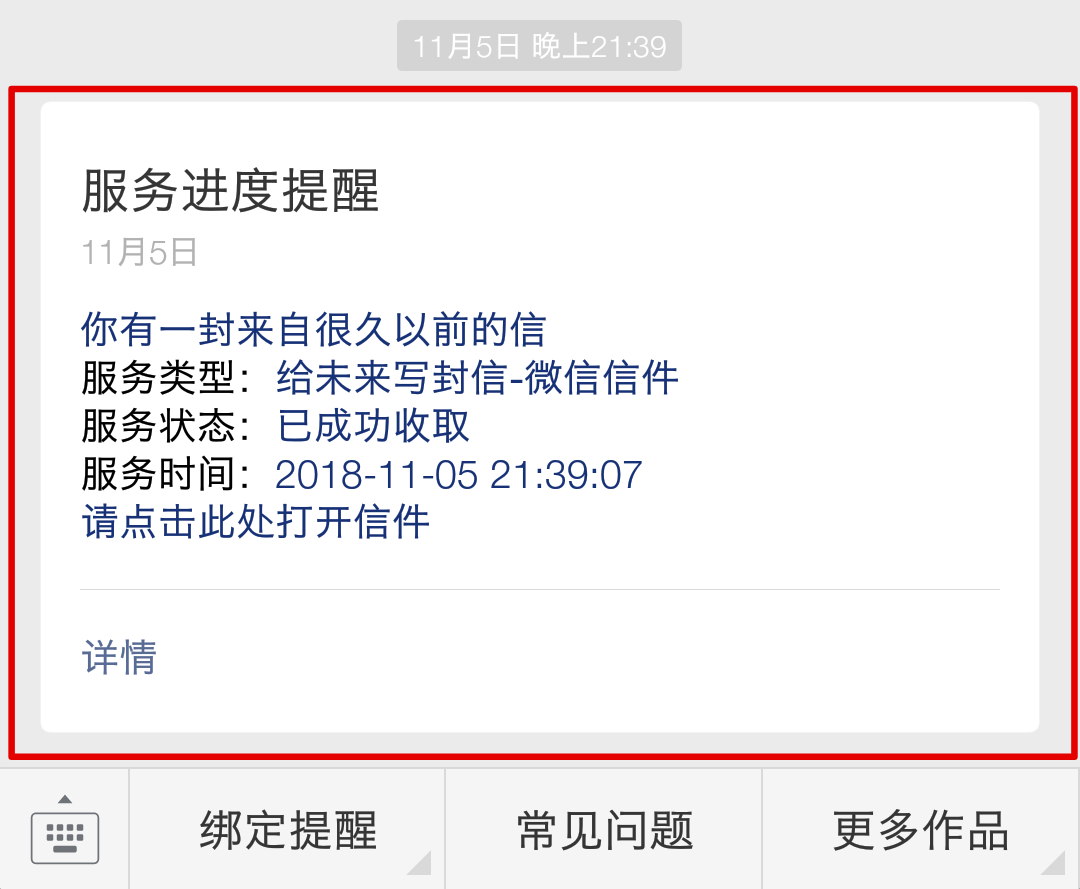 11月5日 晚上21:39
服务进度提醒
11月5日
你有一封来自很久以前的信
服务类型：给未来写封信-微信信件
服务状态：已成功收取
服务时间：2018-11-05 21:39:07
请点击此处打开信件
详情
绑定提醒
常见问题
更多作品